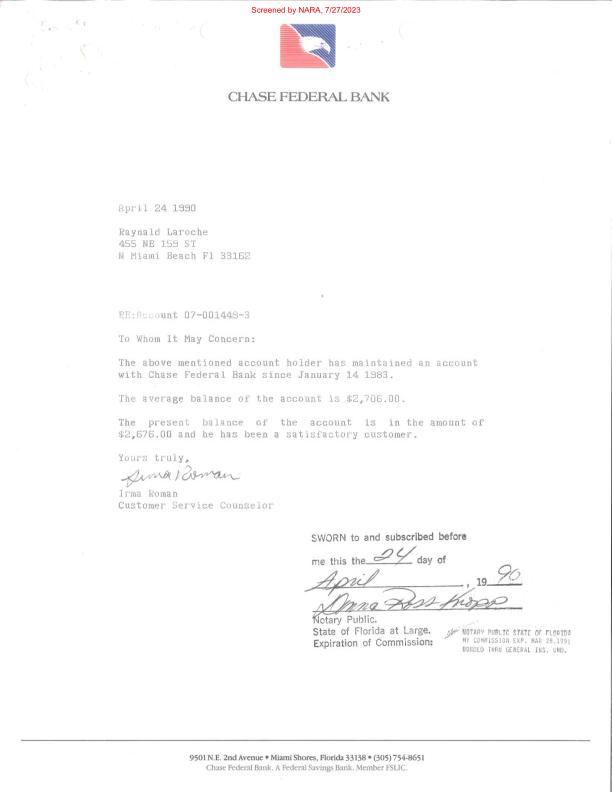 Screened by NARA, 7/27/2023
CHASE FEDERAL BANK
April 24 1990
Raynald Laroche
455 NE 159 ST
N Miami Beach Fl 33162
RE:Account 07-001449-3
To Whom It May Concern:
The above mentioned account holder has maintained an account
with Chase Federal Bank since January 14 1983.
The average balance of the account is $2,706.00.
The present balance of the account is in the amount of
$2,676.00 and he has been a satisfactory customer.
Yours truly,
Irma Roman
Irma Roman
Customer Service Counselor
SWORN to and subscribed before
me this the 24 day of
April, 19 90
Donna Ross Kropp
Notary Public.
State of Florida at Large.
Expiration of Commission:
NOTARY PUBLIC STATE OF FLORIDA
MY COMMISSION EXP. MAR 28,1991
BONDED THRU GENERAL INS. UND.
9501 N.E. 2nd Avenue • Miami Shores, Florida 33138 • (305) 754-8651
Chase Federal Bank, A Federal Savings Bank. Member FSLIC.